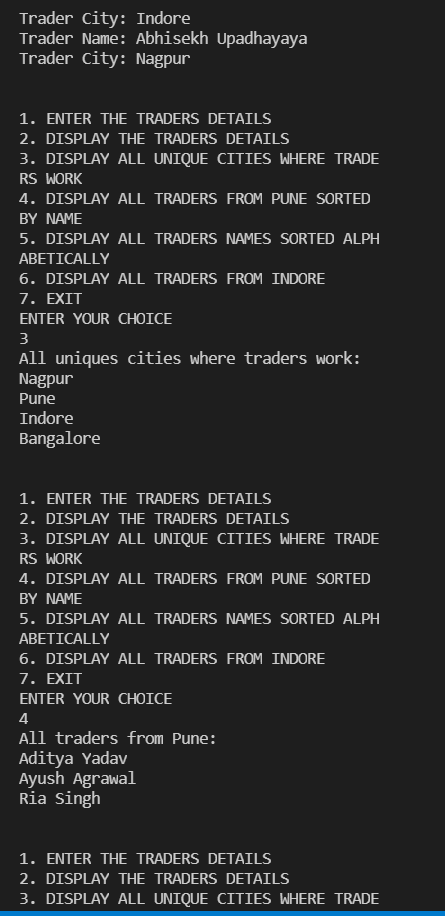 Trader City: Indore
Trader Name: Abhisekh Upadhayaya
Trader City: Nagpur
1. ENTER THE TRADERS DETAILS
2. DISPLAY THE TRADERS DETAILS
3. DISPLAY ALL UNIQUE CITIES WHERE TRADE
RS WORK
4. DISPLAY ALL TRADERS FROM PUNE SORTED
BY NAME
5. DISPLAY ALL TRADERS NAMES SORTED ALPH
ABETICALLY
6. DISPLAY ALL TRADERS FROM INDORE
7. EXIT
ENTER YOUR CHOICE
3
All uniques cities where traders work:
Nagpur
Pune
Indore
Bangalore
1. ENTER THE TRADERS DETAILS
2. DISPLAY THE TRADERS DETAILS
3. DISPLAY ALL UNIQUE CITIES WHERE TRADE
RS WORK
4. DISPLAY ALL TRADERS FROM PUNE SORTED
BY NAME
5. DISPLAY ALL TRADERS NAMES SORTED ALPH
ABETICALLY
6. DISPLAY ALL TRADERS FROM INDORE
7. EXIT
ENTER YOUR CHOICE
4
All traders from Pune:
Aditya Yadav
Ayush Agrawal
Ria Singh
1. ENTER THE TRADERS DETAILS
2. DISPLAY THE TRADERS DETAILS
3. DISPLAY ALL UNIQUE CITIES WHERE TRADE